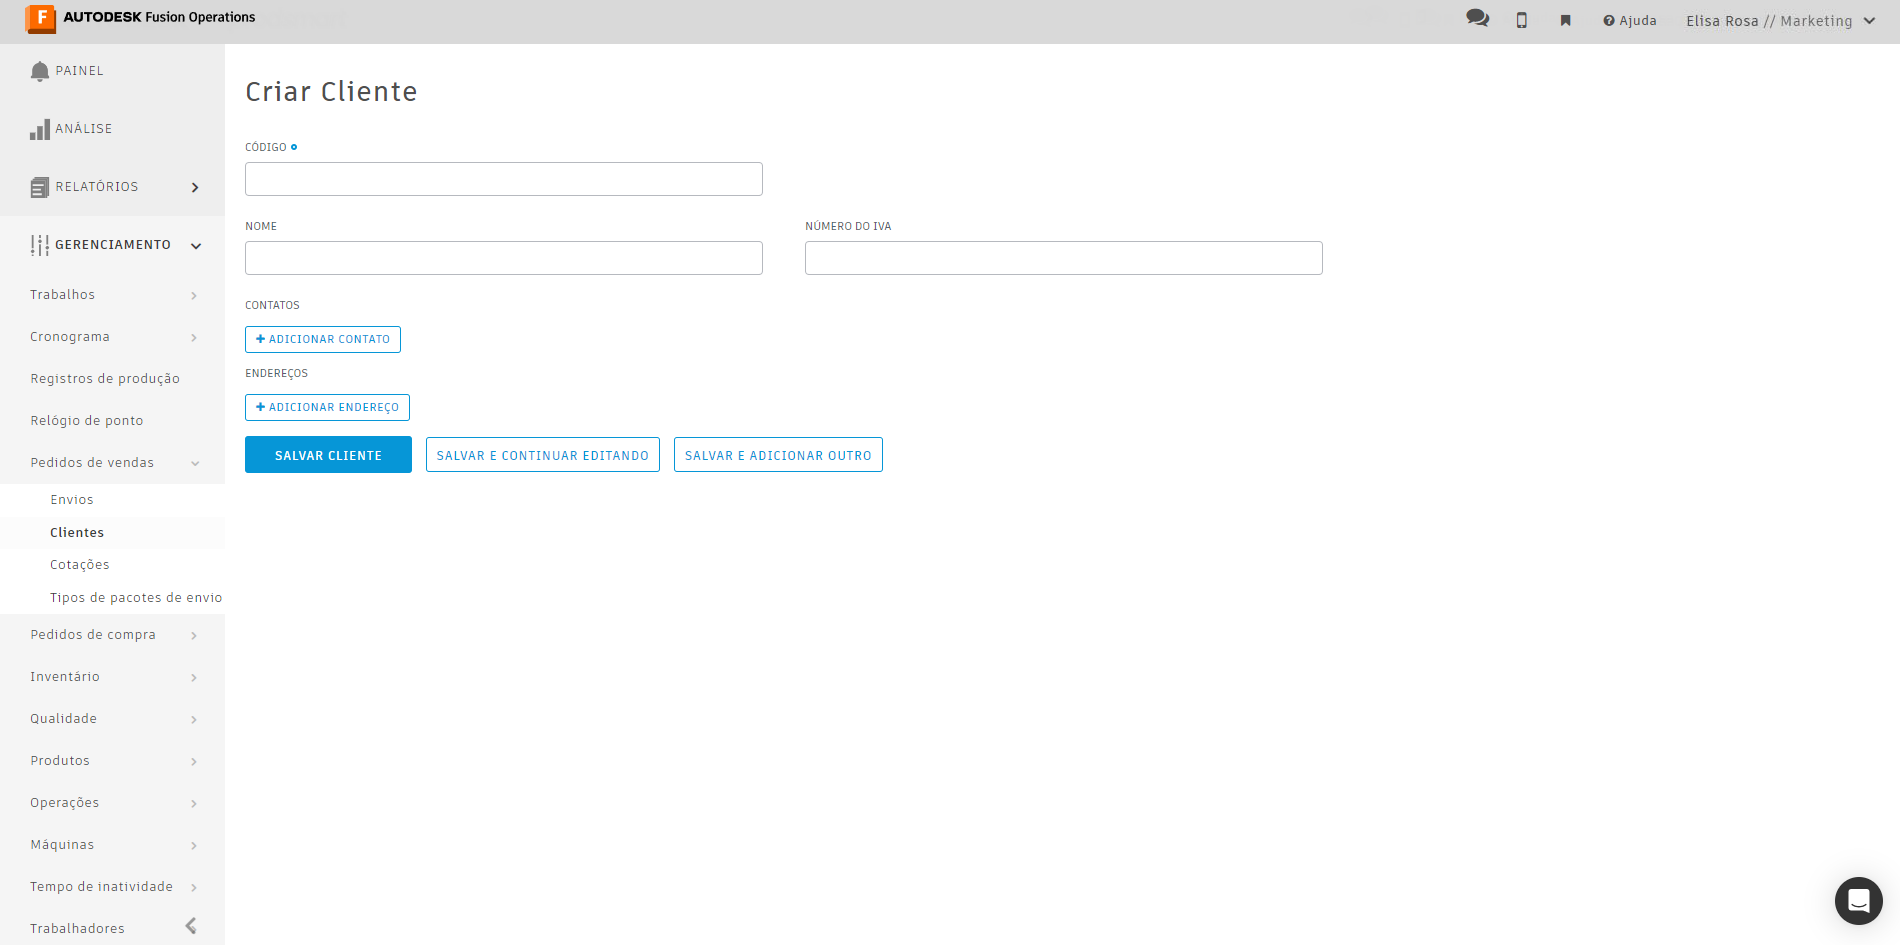 F AUTODESK Fusion Operations
Ajuda
Elisa Rosa // Marketing
PAINEL
ANÁLISE
RELATÓRIOS
GERENCIAMENTO
Trabalhos
Cronograma
Registros de produção
Relógio de ponto
Pedidos de vendas
Envios
Clientes
Cotações
Tipos de pacotes de envio
Pedidos de compra
Inventário
Qualidade
Produtos
Operações
Máquinas
Tempo de inatividade
Trabalhadores
Criar Cliente
CÓDIGO
NOME
NÚMERO DO IVA
CONTATOS
+ ADICIONAR CONTATO
ENDEREÇOS
+ ADICIONAR ENDEREÇO
SALVAR CLIENTE
SALVAR E CONTINUAR EDITANDO
SALVAR E ADICIONAR OUTRO